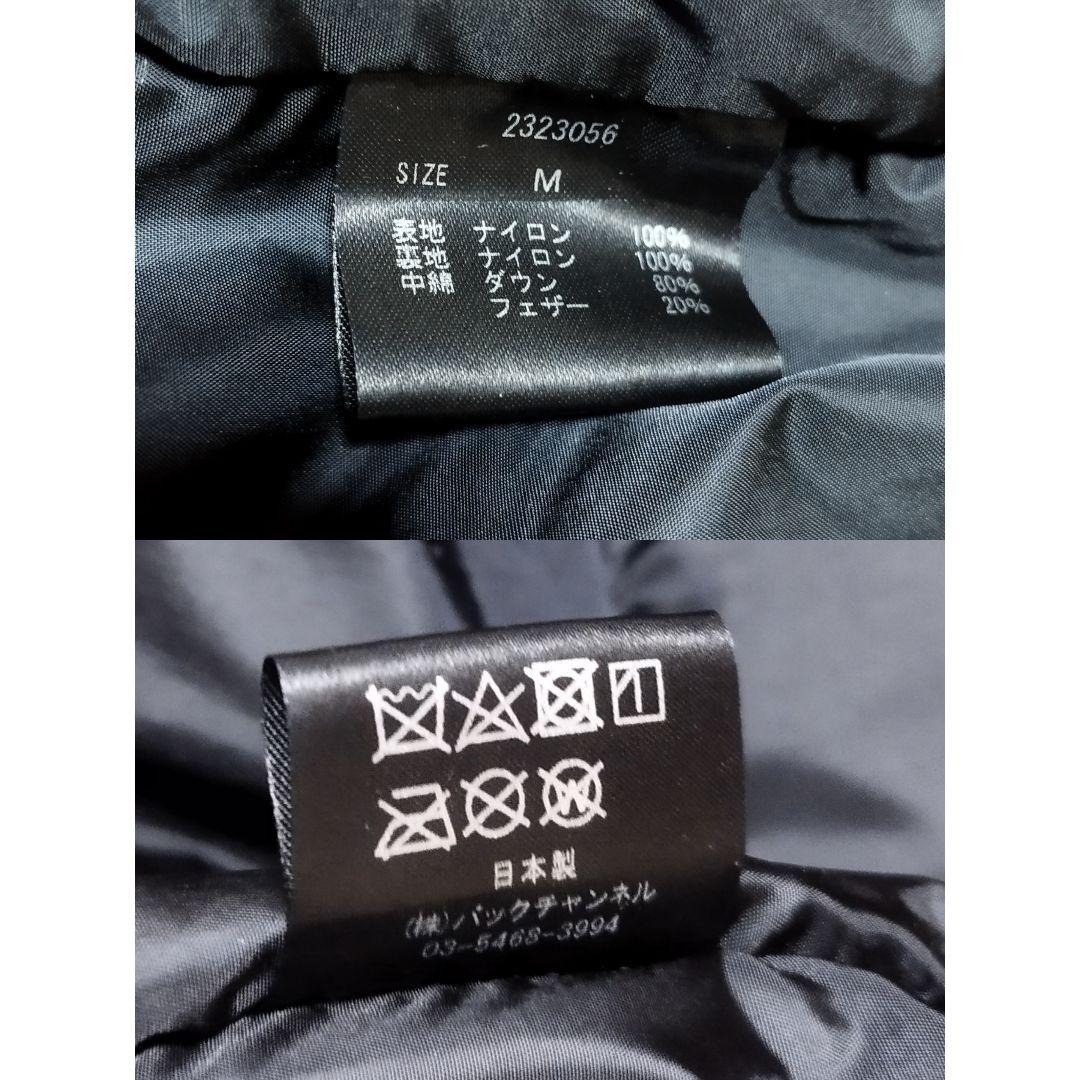 2323056
SIZE M
表地 ナイロン 100%
裏地 ナイロン 100%
中綿 ダウン 80%
フェザー 20%
日本製
(株)バックチャンネル
03-5468-3994